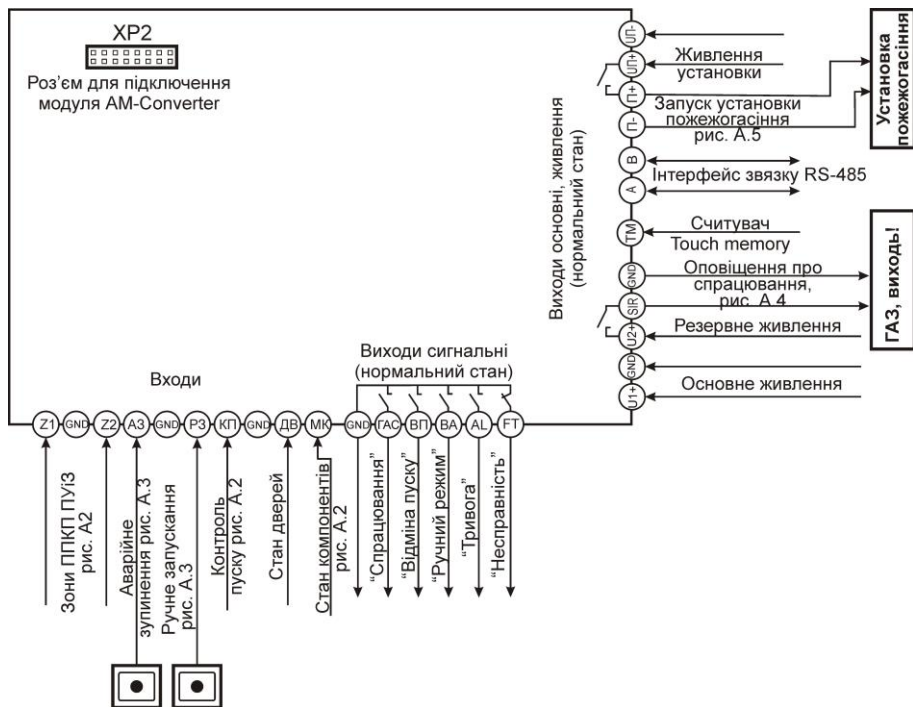 XP2
Роз’єм для підключення
модуля AM-Converter
Виходи основні, живлення
(нормальний стан)
UП-
UП+
П+
П-
B
A
TM
GND
SIR
U2+
GND
U1+
Живлення
установки
Запуск установки
пожежогасіння
рис. А.5
Інтерфейс звязку RS-485
Считувач
Touch memory
Оповіщення про
спрацювання,
рис. А 4
Резервне живлення
Основне живлення
Установка
пожежогасіння
ГАЗ, виходь!
Входи
Виходи сигнальні
(нормальний стан)
Z1
GND
Z2
АЗ
GND
РЗ
КП
GND
ДВ
МК
GND
ГАС
ВП
ВА
AL
FT
Зони ППКП ПУіЗ
рис. А2
Аварійне
зупинення рис. А.3
Ручне запускання
рис. А.3
Контроль
пуску рис. А.2
Стан дверей
Стан компонентів
рис. А.2
“Спрацювання”
“Відміна пуску”
“Ручний режим”
“Тривога”
“Несправність”